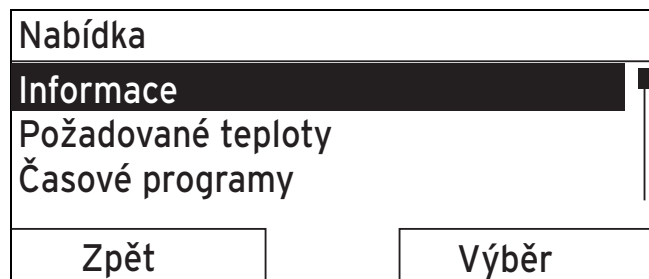 Nabídka
Informace
Požadované teploty
Časové programy
Zpět Výběr